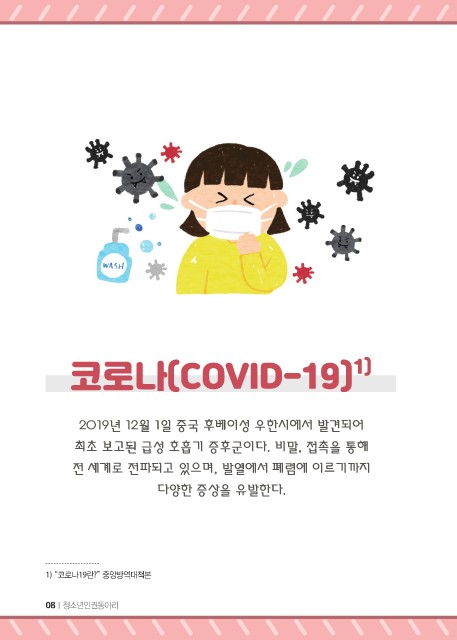 WASH
코로나(COVID-19)1)
2019년 12월 1일 중국 후베이성 우한시에서 발견되어
최초 보고된 급성 호흡기 증후군이다. 비말, 접촉을 통해
전 세계로 전파되고 있으며, 발열에서 폐렴에 이르기까지
다양한 증상을 유발한다.
1) "코로나19란?" 중앙방역대책본
08 | 청소년인권동아리